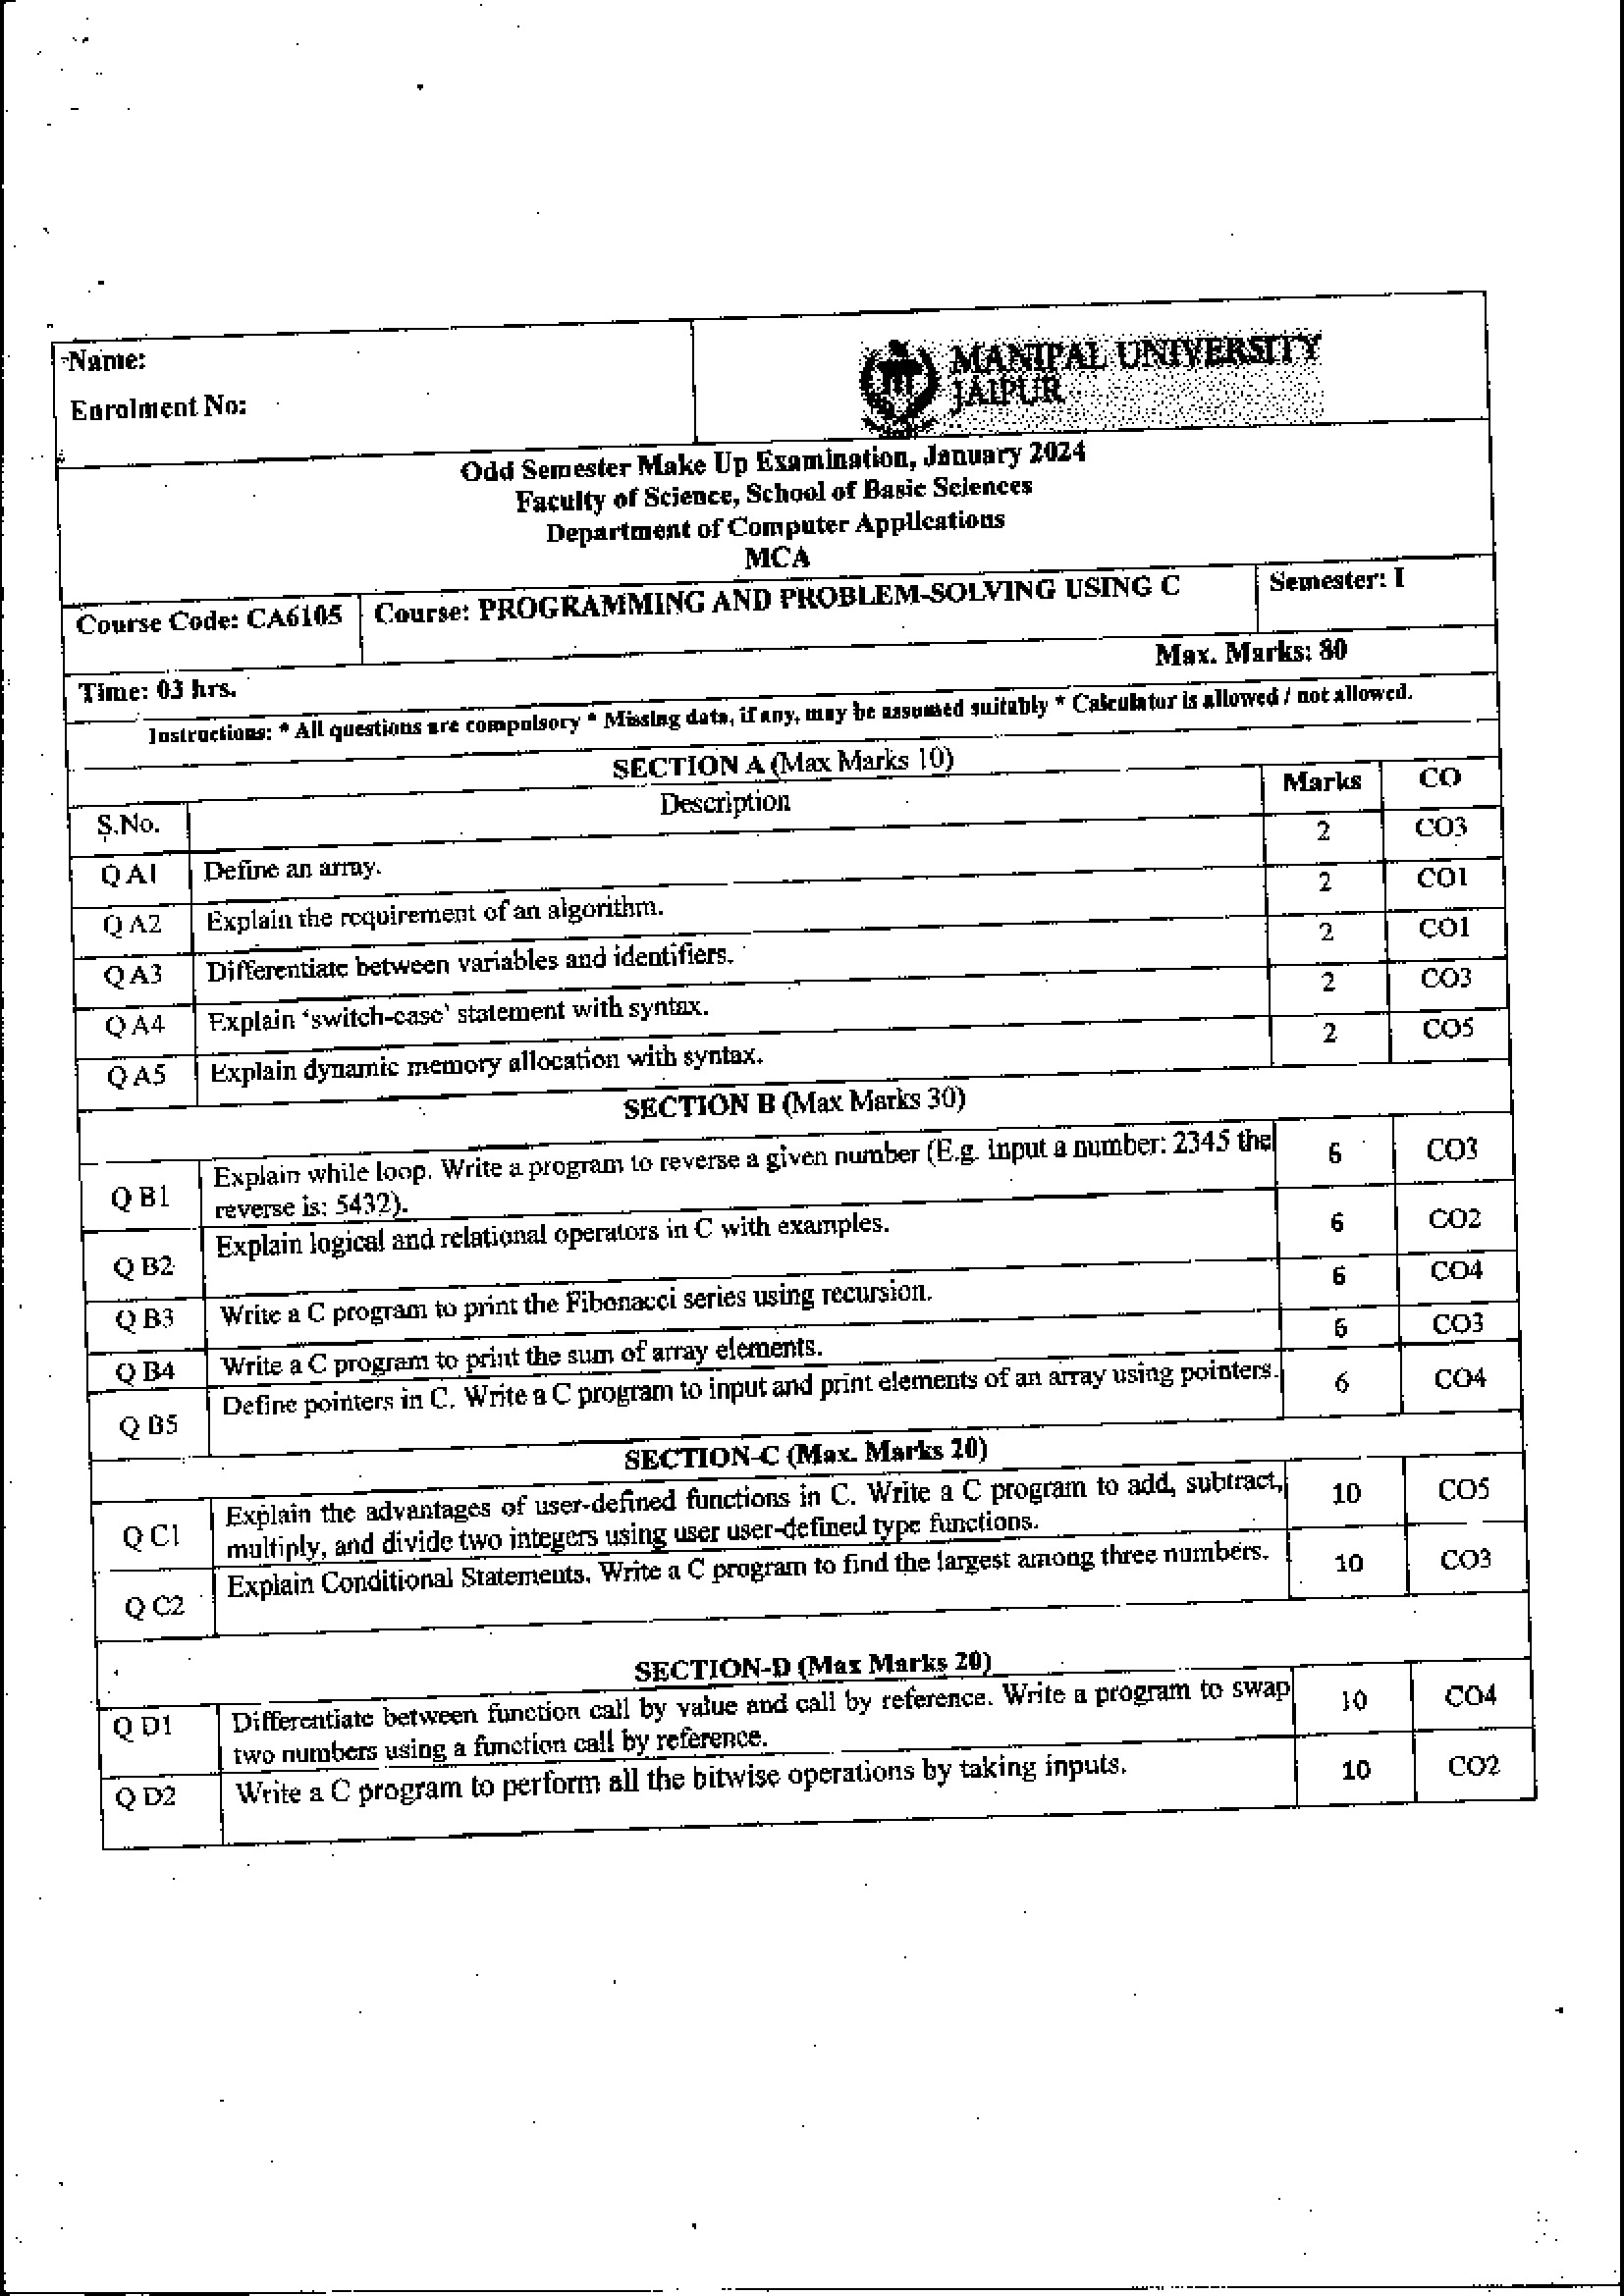 Name:
Enrolment No:
MANIPAL UNIVERSITY
JAIPUR
Odd Semester Make Up Examination, January 2024
Faculty of Science, School of Basic Sciences
Department of Computer Applications
MCA
Course Code: CA6105 Course: PROGRAMMING AND PROBLEM-SOLVING USING C Semester: I
Time: 03 hrs. Max. Marks: 80
Instructions: * All questions are compulsory * Missing data, if any, may be assumed suitably * Calculator is allowed / not allowed.
SECTION A (Max Marks 10)
S.No. Description Marks CO
Q A1 Define an array. 2 CO3
Q A2 Explain the requirement of an algorithm. 2 CO1
Q A3 Differentiate between variables and identifiers. 2 CO1
Q A4 Explain ‘switch-case’ statement with syntax. 2 CO3
Q A5 Explain dynamic memory allocation with syntax. 2 CO5
SECTION B (Max Marks 30)
Q B1 Explain while loop. Write a program to reverse a given number (E.g. input a number: 2345 the 6 CO3
reverse is: 5432).
Q B2 Explain logical and relational operators in C with examples. 6 CO2
Q B3 Write a C program to print the Fibonacci series using recursion. 6 CO4
Q B4 Write a C program to print the sum of array elements. 6 CO3
Q B5 Define pointers in C. Write a C program to input and print elements of an array using pointers. 6 CO4
SECTION-C (Max. Marks 20)
Q C1 Explain the advantages of user-defined functions in C. Write a C program to add, subtract, 10 CO5
multiply, and divide two integers using user user-defined type functions.
Q C2 Explain Conditional Statements. Write a C program to find the largest among three numbers. 10 CO3
SECTION-D (Max Marks 20)
Q D1 Differentiate between function call by value and call by reference. Write a program to swap 10 CO4
two numbers using a function call by reference.
Q D2 Write a C program to perform all the bitwise operations by taking inputs. 10 CO2